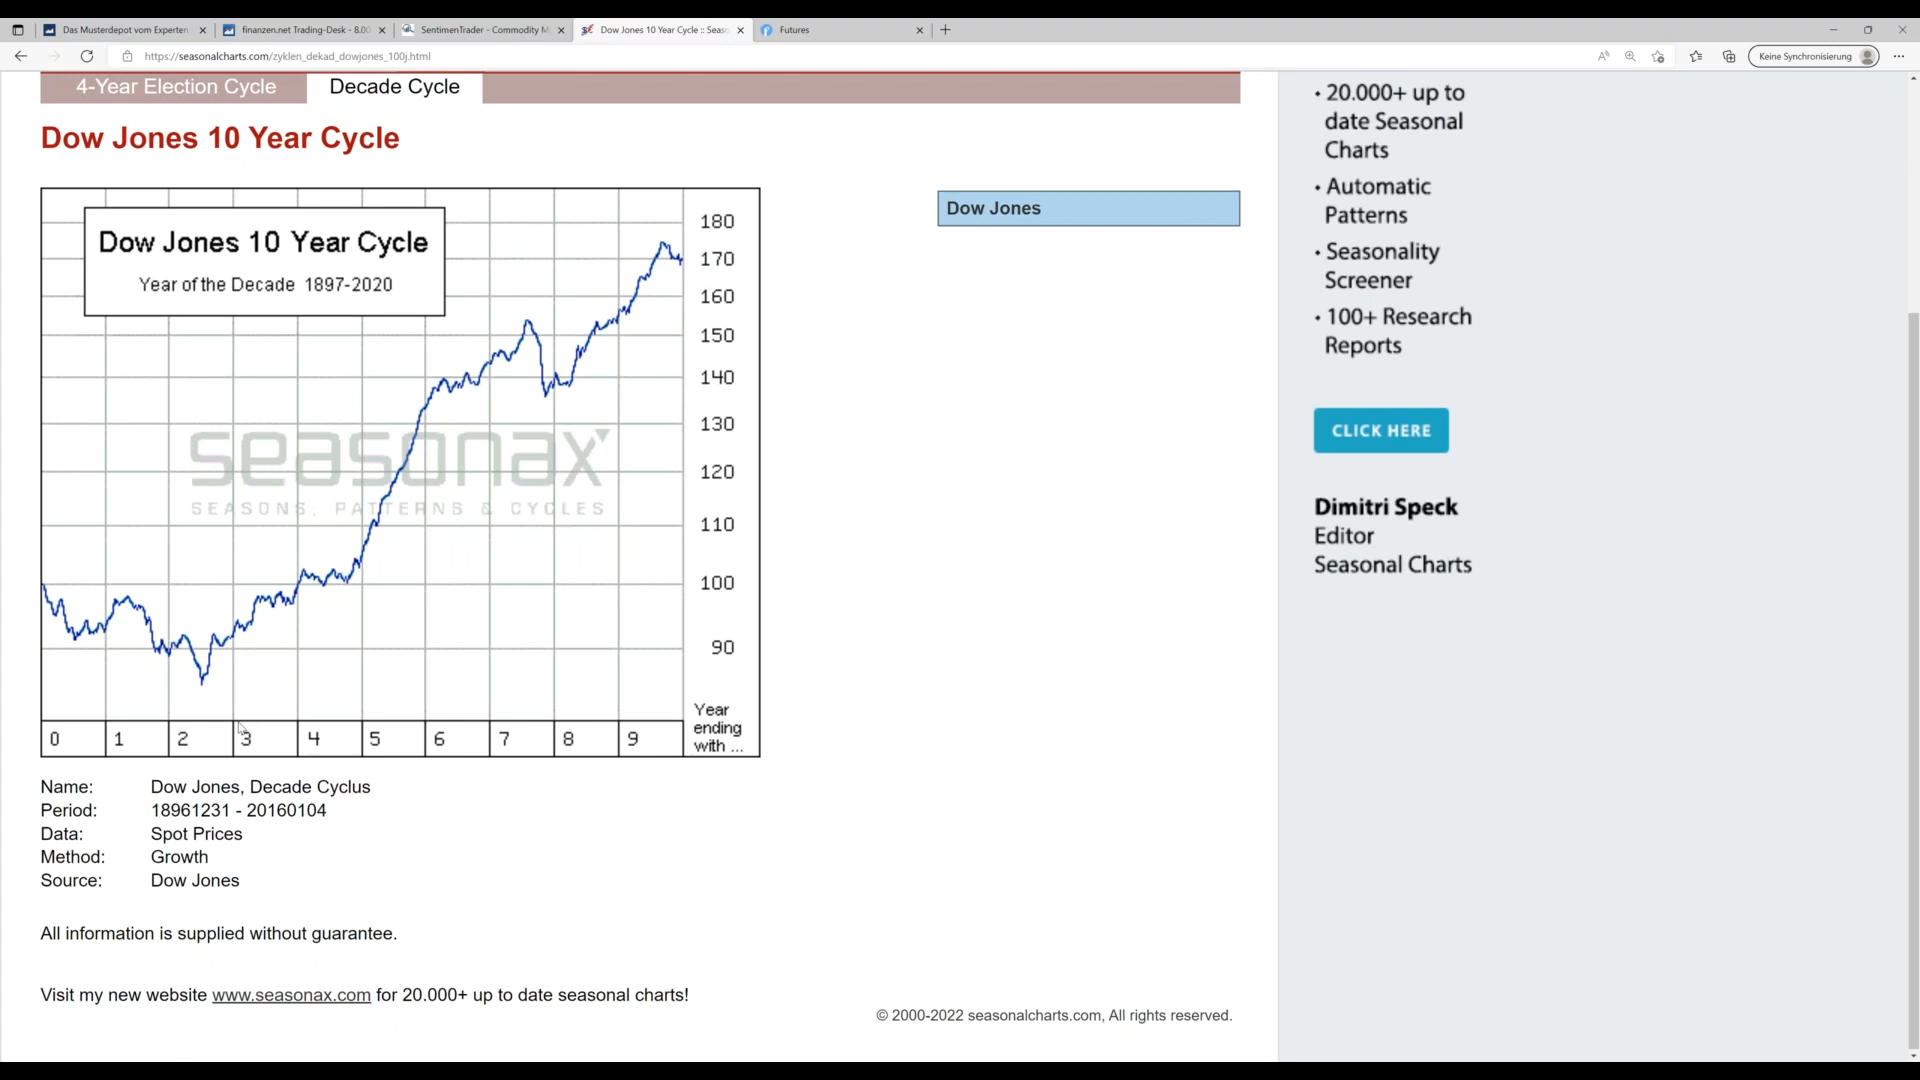 Das Musterdepot vom Experten
finanzen.net Trading-Desk - 8.00
SentimenTrader - Commodity M
Dow Jones 10 Year Cycle :: Seaso
Futures
https://seasonalcharts.com/zyklen_dekad_dowjones_100j.html
Keine Synchronisierung
4-Year Election Cycle
Decade Cycle
Dow Jones 10 Year Cycle
Dow Jones 10 Year Cycle
Year of the Decade 1897-2020
180
170
160
150
140
130
120
110
100
90
seasonax
SEASONS, PATTERNS & CYCLES
Year
ending
with ...
0 1 2 3 4 5 6 7 8 9
Dow Jones
Name: Dow Jones, Decade Cyclus
Period: 18961231 - 20160104
Data: Spot Prices
Method: Growth
Source: Dow Jones
All information is supplied without guarantee.
Visit my new website www.seasonax.com for 20.000+ up to date seasonal charts!
© 2000-2022 seasonalcharts.com, All rights reserved.
• 20.000+ up to
date Seasonal
Charts
• Automatic
Patterns
• Seasonality
Screener
• 100+ Research
Reports
CLICK HERE
Dimitri Speck
Editor
Seasonal Charts